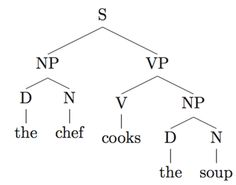 S
NP VP
D N V NP
the chef cooks D N
the soup